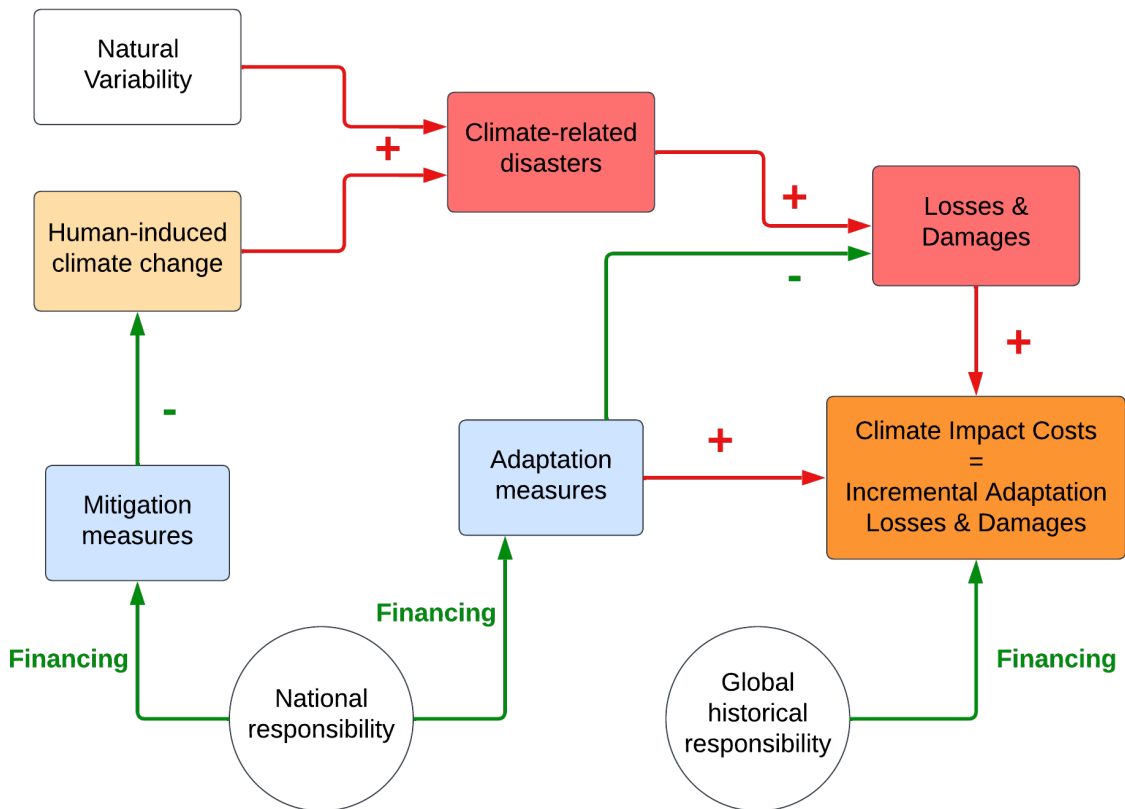 Natural
Variability
Climate-related
disasters
+
+
Losses &
Damages
Human-induced
climate change
-
+
-
+
Climate Impact Costs
=
Incremental Adaptation
Losses & Damages
Adaptation
measures
Mitigation
measures
Financing
Financing
Financing
National
responsibility
Global
historical
responsibility